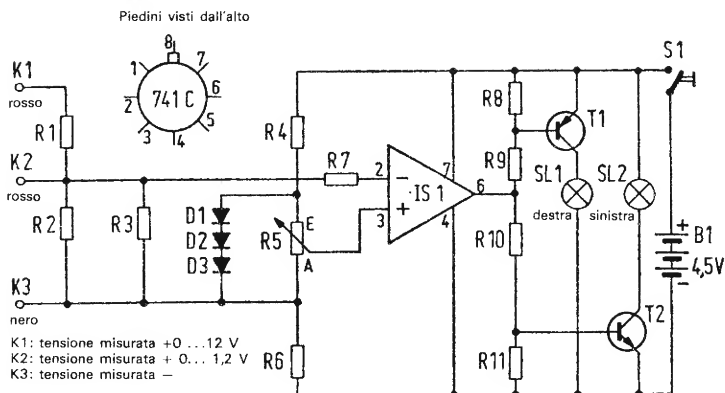 Piedini visti dall'alto
8
1
7
2
741 C
6
3
4
5
S1
K1
rosso
R1
R4
R8
T1
K2
rosso
R7
2
7
R9
SL1
SL2
IS 1
6
destra
sinistra
R2
R3
D1
D2
D3
R5
E
A
3
4
R10
B1
+
4,5V
−
K3
nero
T2
K1: tensione misurata +0 ...12 V
K2: tensione misurata + 0... 1,2 V
K3: tensione misurata −
R6
R11